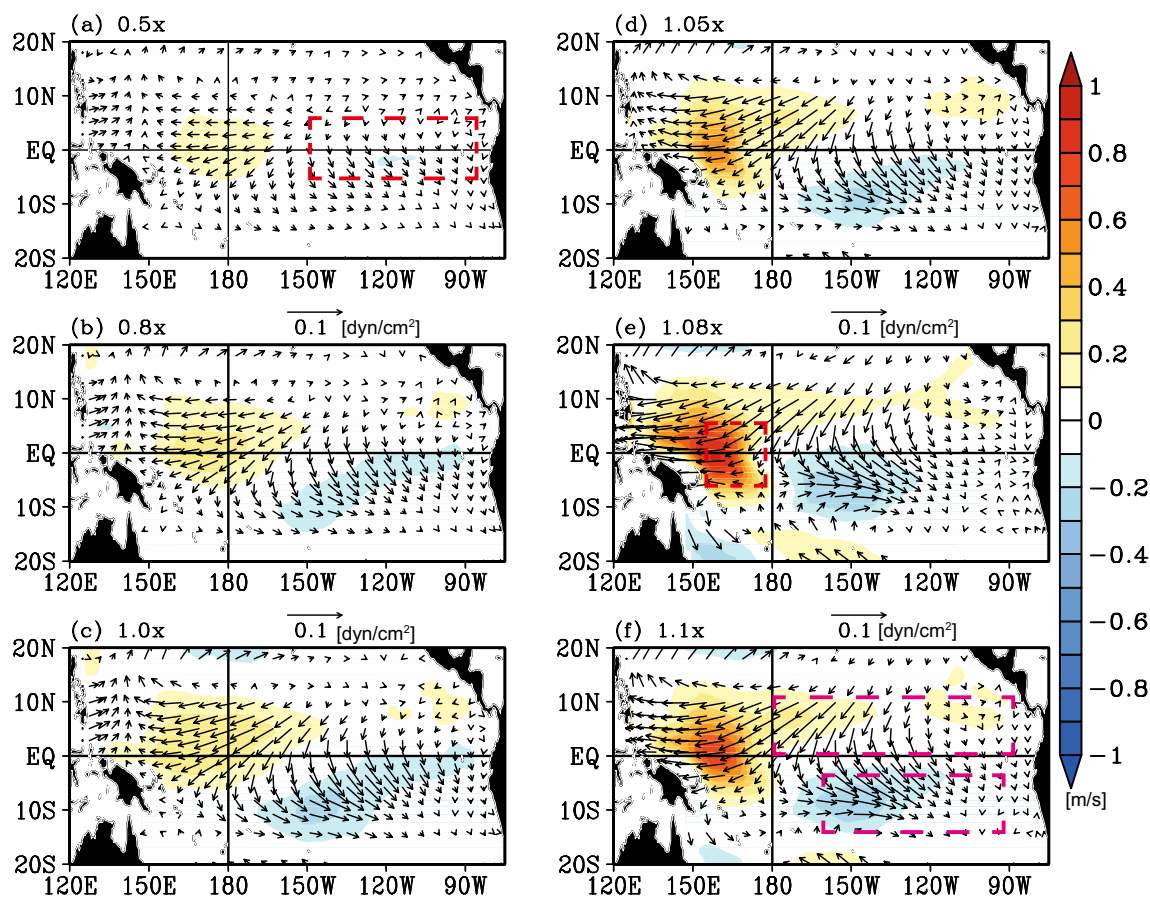 (a) 0.5x
20N
10N
EQ
10S
20S
120E 150E 180 150W 120W 90W
0.1 [dyn/cm²]
(b) 0.8x
20N
10N
EQ
10S
20S
120E 150E 180 150W 120W 90W
0.1 [dyn/cm²]
(c) 1.0x
20N
10N
EQ
10S
20S
120E 150E 180 150W 120W 90W
(d) 1.05x
20N
10N
EQ
10S
20S
120E 150E 180 150W 120W 90W
0.1 [dyn/cm²]
(e) 1.08x
20N
10N
EQ
10S
20S
120E 150E 180 150W 120W 90W
0.1 [dyn/cm²]
(f) 1.1x
20N
10N
EQ
10S
20S
120E 150E 180 150W 120W 90W
1
0.8
0.6
0.4
0.2
0
−0.2
−0.4
−0.6
−0.8
−1
[m/s]